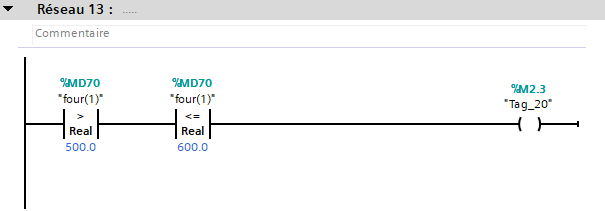 Réseau 13 : .....
Commentaire
%MD70 %MD70 %M2.3
"four(1)" "four(1)" "Tag_20"
> <= ( )
Real Real
500.0 600.0